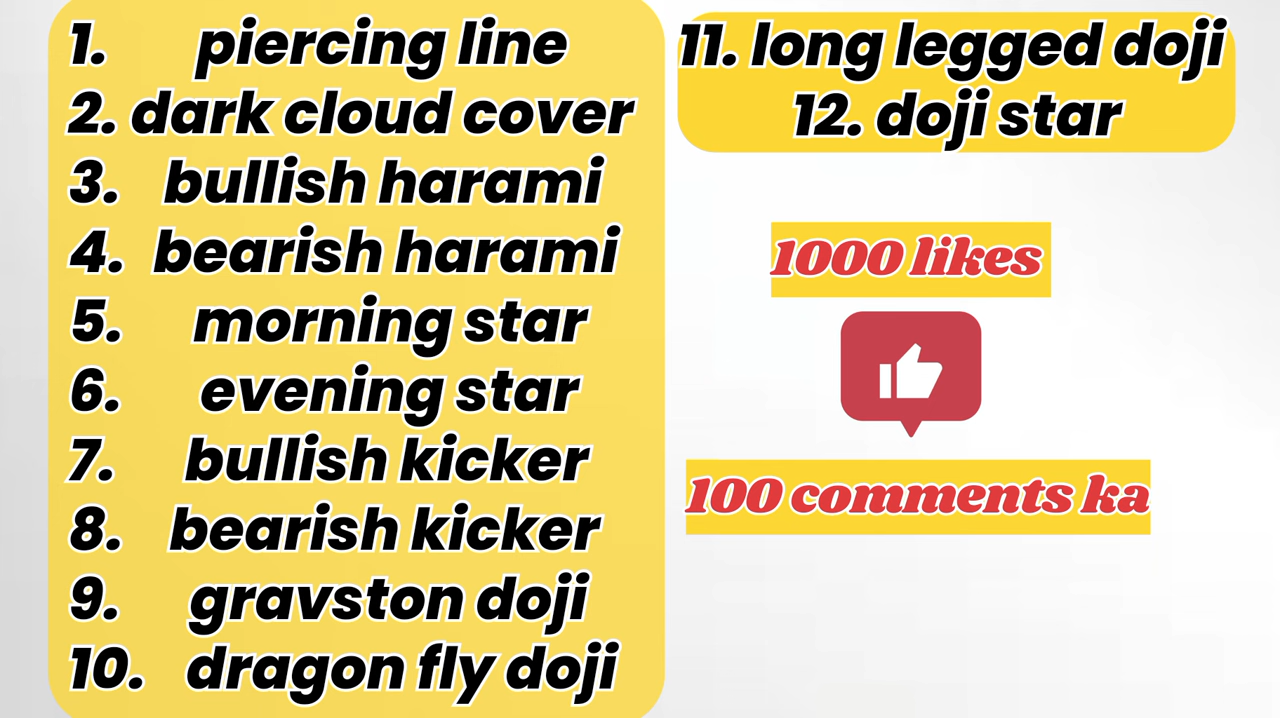 1. piercing line
2. dark cloud cover
3. bullish harami
4. bearish harami
5. morning star
6. evening star
7. bullish kicker
8. bearish kicker
9. gravston doji
10. dragon fly doji
11. long legged doji
12. doji star
1000 likes
100 comments ka